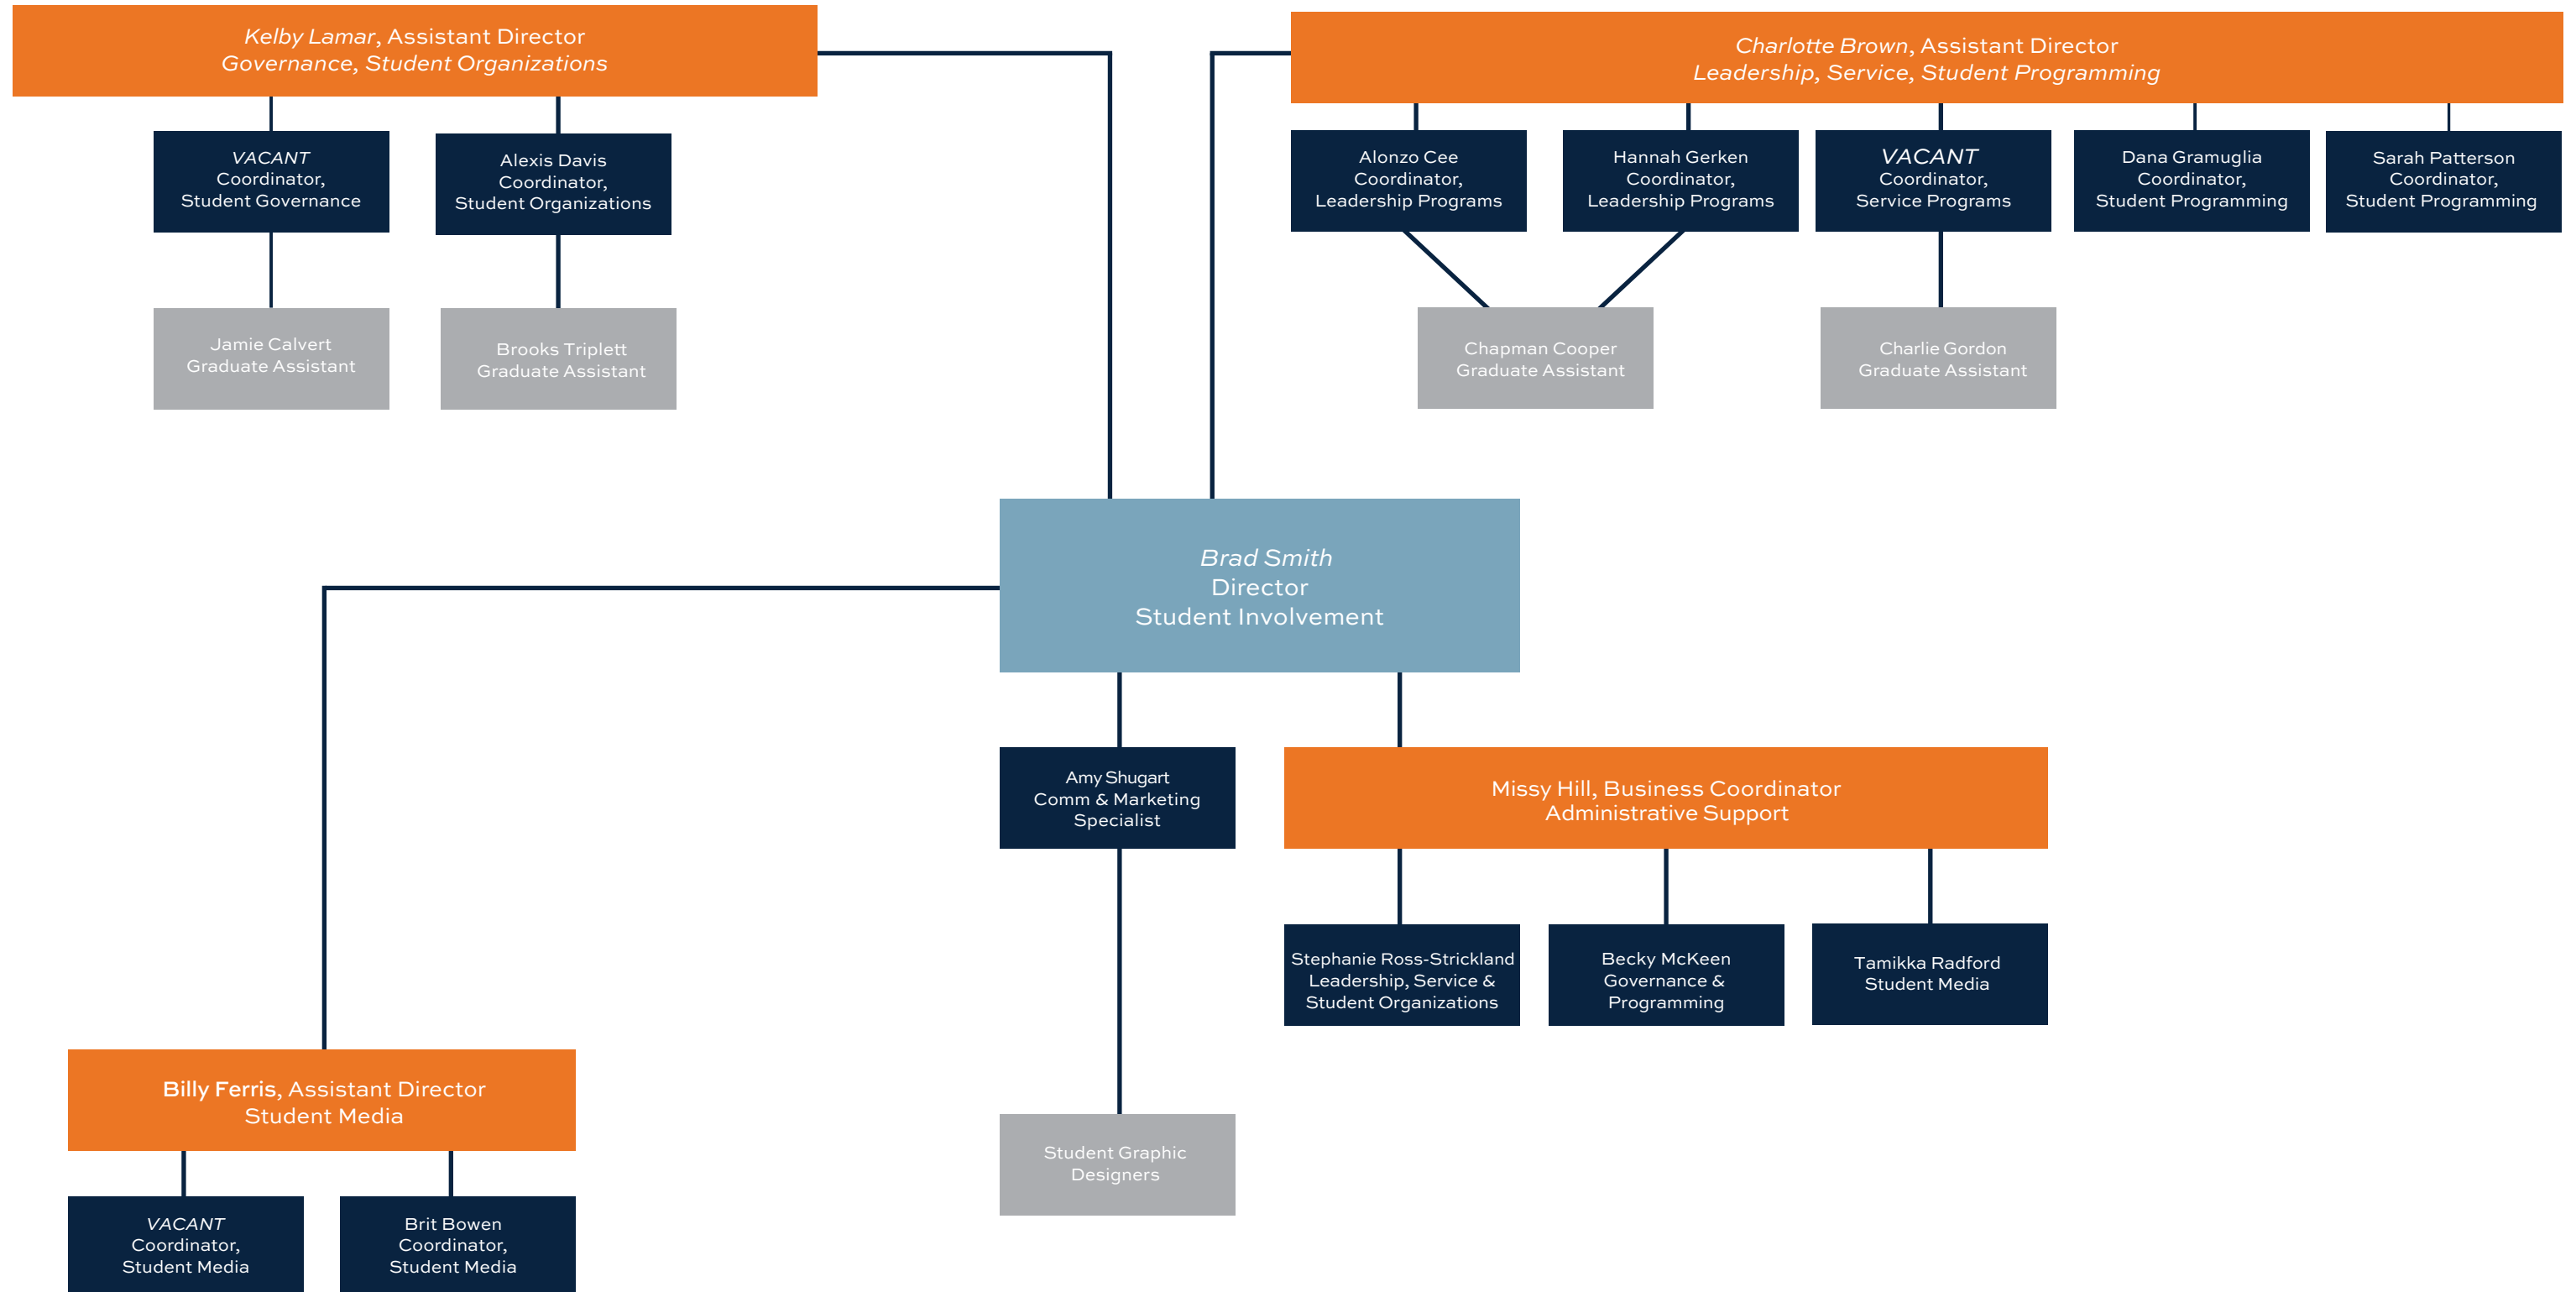 Kelby Lamar, Assistant Director
Governance, Student Organizations
Charlotte Brown, Assistant Director
Leadership, Service, Student Programming
VACANT
Coordinator,
Student Governance
Alexis Davis
Coordinator,
Student Organizations
Alonzo Cee
Coordinator,
Leadership Programs
Hannah Gerken
Coordinator,
Leadership Programs
VACANT
Coordinator,
Service Programs
Dana Gramuglia
Coordinator,
Student Programming
Sarah Patterson
Coordinator,
Student Programming
Jamie Calvert
Graduate Assistant
Brooks Triplett
Graduate Assistant
Chapman Cooper
Graduate Assistant
Charlie Gordon
Graduate Assistant
Brad Smith
Director
Student Involvement
Amy Shugart
Comm & Marketing
Specialist
Missy Hill, Business Coordinator
Administrative Support
Stephanie Ross-Strickland
Leadership, Service &
Student Organizations
Becky McKeen
Governance &
Programming
Tamikka Radford
Student Media
Billy Ferris, Assistant Director
Student Media
Student Graphic
Designers
VACANT
Coordinator,
Student Media
Brit Bowen
Coordinator,
Student Media